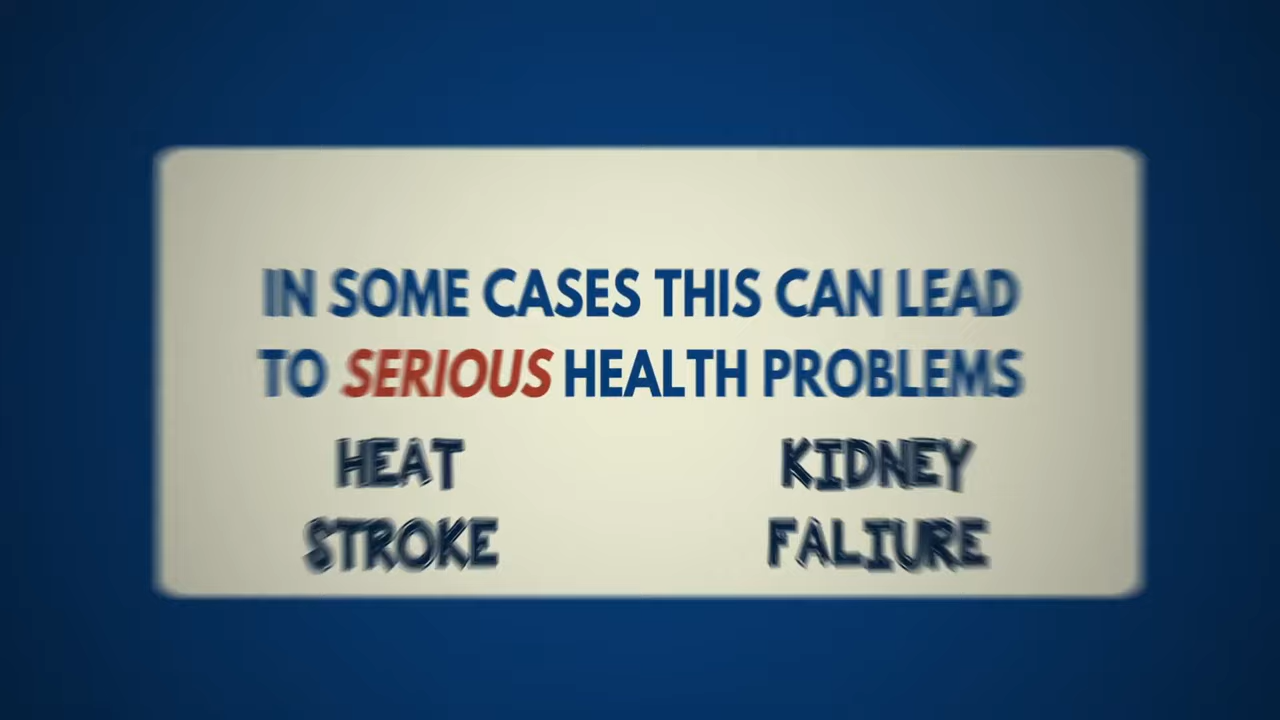 IN SOME CASES THIS CAN LEAD
TO SERIOUS HEALTH PROBLEMS
HEAT
STROKE
KIDNEY
FALIURE